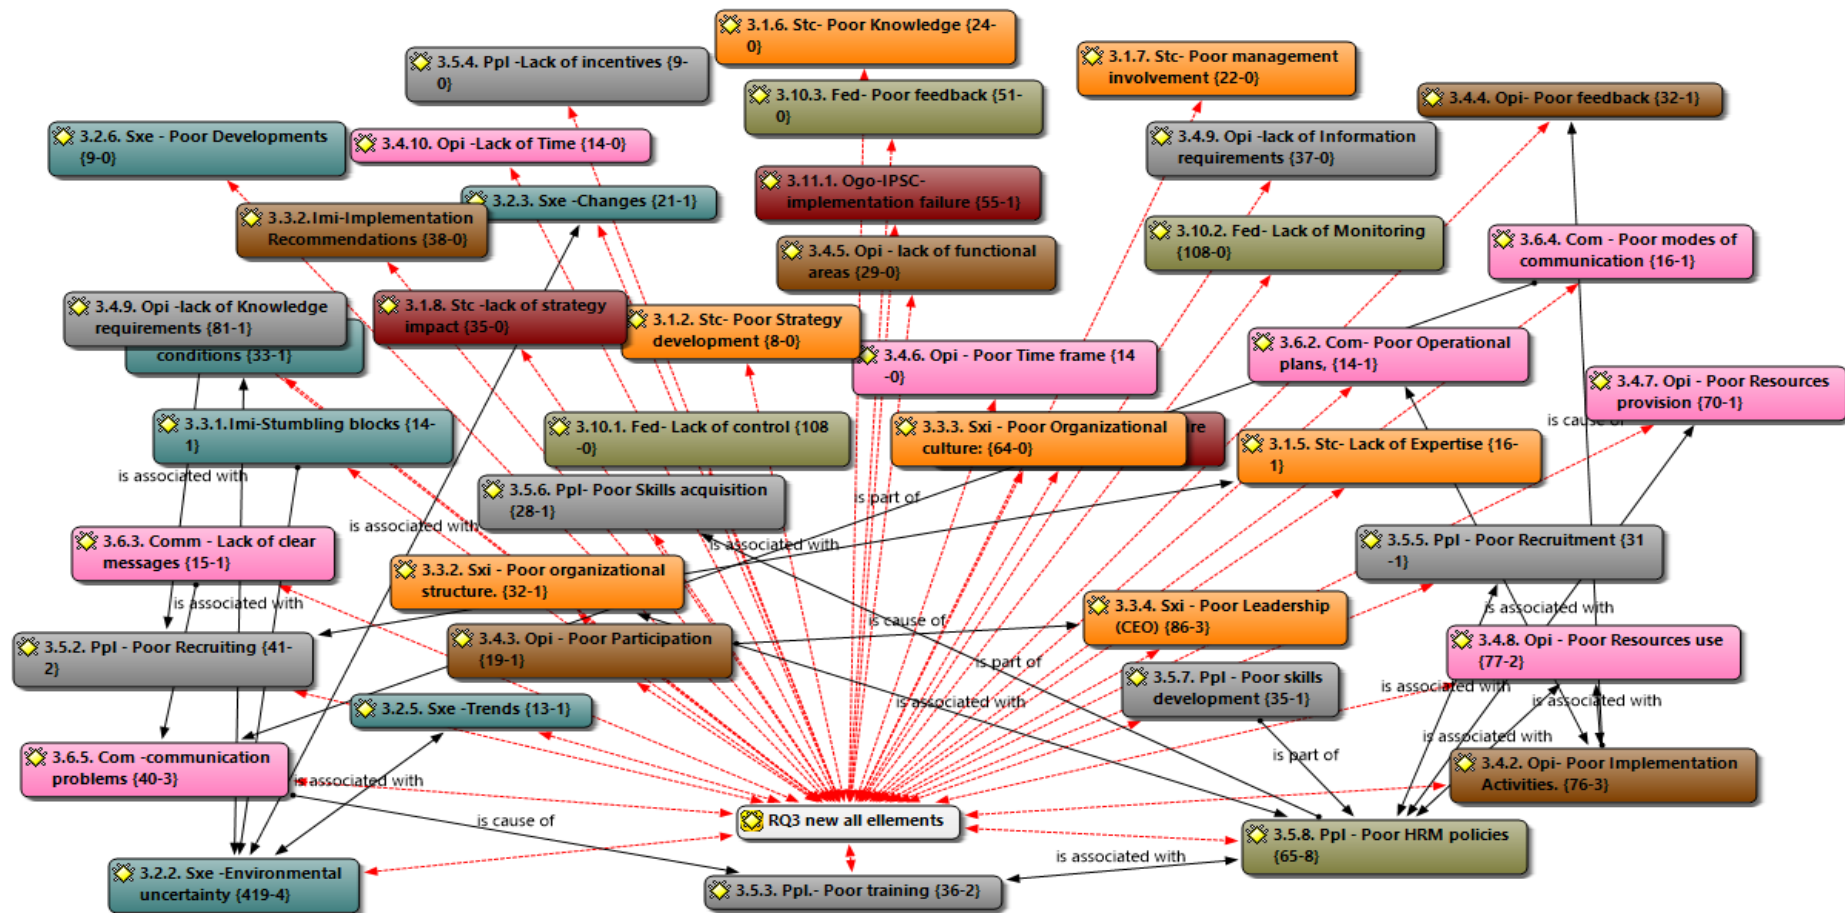 3.1.6. Stc- Poor Knowledge {24-
0}
3.1.7. Stc- Poor management
involvement {22-0}
3.5.4. Ppl -Lack of incentives {9-
0}
3.10.3. Fed- Poor feedback {51-
0}
3.4.4. Opi- Poor feedback {32-1}
3.2.6. Sxe - Poor Developments
{9-0}
3.4.10. Opi -Lack of Time {14-0}
3.4.9. Opi -lack of Information
requirements {37-0}
3.11.1. Ogo-IPSC-
implementation failure {55-1}
3.2.3. Sxe -Changes {21-1}
3.3.2.Imi-Implementation
Recommendations {38-0}
3.10.2. Fed- Lack of Monitoring
{108-0}
3.6.4. Com - Poor modes of
communication {16-1}
3.4.5. Opi - lack of functional
areas {29-0}
3.4.9. Opi -lack of Knowledge
requirements {81-1}
conditions {33-1}
3.1.8. Stc -lack of strategy
impact {35-0}
3.1.2. Stc- Poor Strategy
development {8-0}
3.4.6. Opi - Poor Time frame {14
-0}
3.6.2. Com- Poor Operational
plans, {14-1}
3.4.7. Opi - Poor Resources
provision {70-1}
is cause of
3.3.1.Imi-Stumbling blocks {14-
1}
3.10.1. Fed- Lack of control {108
-0}
3.3.3. Sxi - Poor Organizational
culture: {64-0}
3.1.5. Stc- Lack of Expertise {16-
1}
is associated with
3.5.6. Ppl- Poor Skills acquisition
{28-1}
is part of
is associated with
is associated with
3.6.3. Comm - Lack of clear
messages {15-1}
3.5.5. Ppl - Poor Recruitment {31
-1}
3.3.2. Sxi - Poor organizational
structure. {32-1}
is associated with
3.3.4. Sxi - Poor Leadership
(CEO) {86-3}
is associated with
is cause of
3.5.2. Ppl - Poor Recruiting {41-
2}
3.4.3. Opi - Poor Participation
{19-1}
3.4.8. Opi - Poor Resources use
{77-2}
is part of
3.5.7. Ppl - Poor skills
development {35-1}
is associated with
is associated with
is associated with
3.2.5. Sxe -Trends {13-1}
is associated with
3.6.5. Com -communication
problems {40-3}
is associated with
is part of
3.4.2. Opi- Poor Implementation
Activities. {76-3}
is cause of
RQ3 new all ellements
3.5.8. Ppl - Poor HRM policies
{65-8}
is associated with
3.2.2. Sxe -Environmental
uncertainty {419-4}
3.5.3. Ppl.- Poor training {36-2}